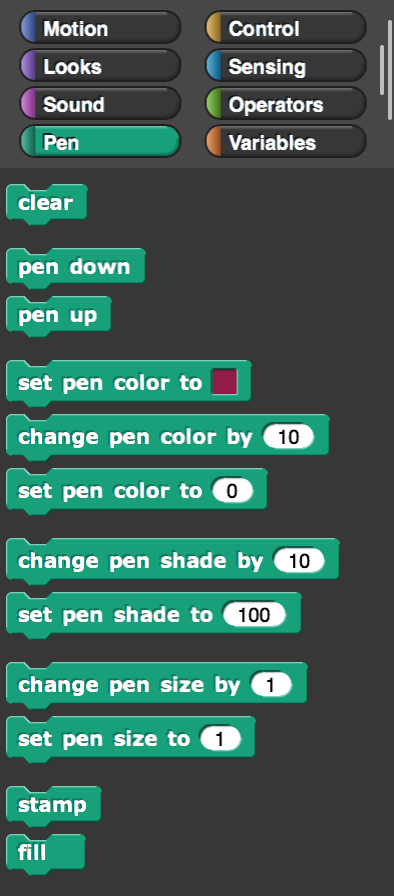 Motion Control
Looks Sensing
Sound Operators
Pen Variables
clear
pen down
pen up
set pen color to
change pen color by 10
set pen color to 0
change pen shade by 10
set pen shade to 100
change pen size by 1
set pen size to 1
stamp
fill